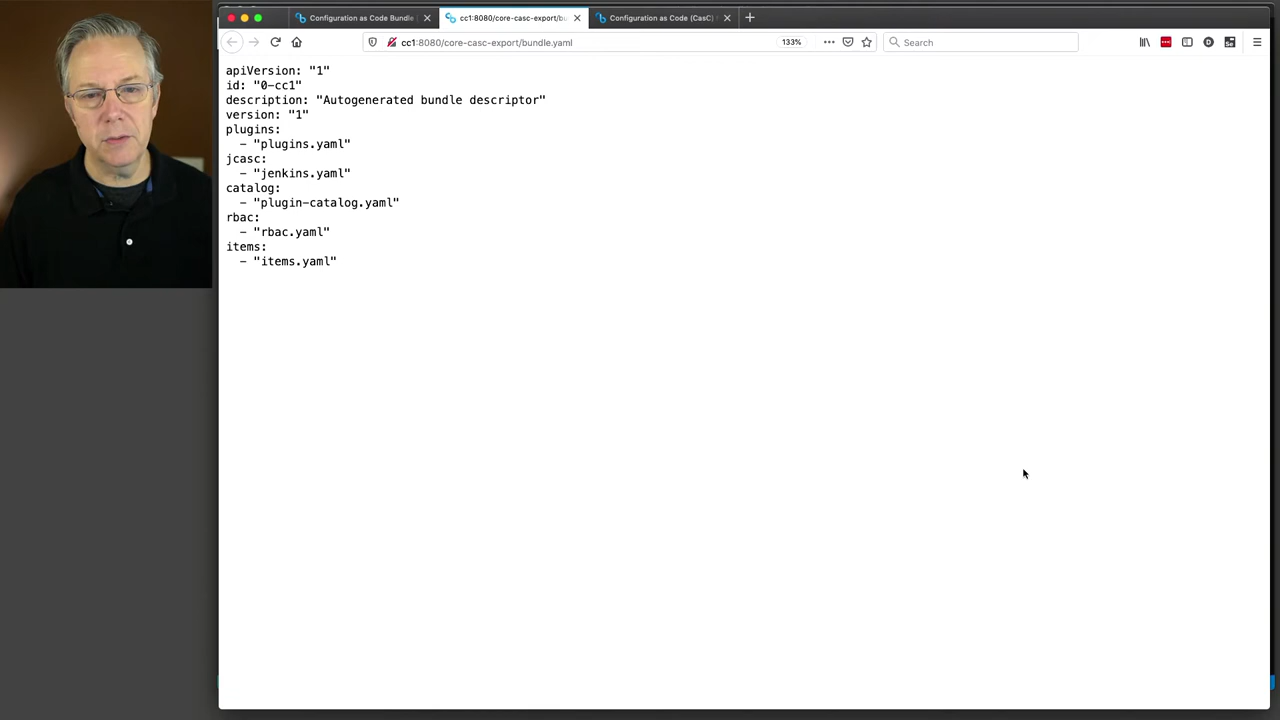 Configuration as Code Bundle
cc1:8080/core-casc-export/bu
Configuration as Code (CasC)
cc1:8080/core-casc-export/bundle.yaml
133%
Search
apiVersion: "1"
id: "0-cc1"
description: "Autogenerated bundle descriptor"
version: "1"
plugins:
- "plugins.yaml"
jcasc:
- "jenkins.yaml"
catalog:
- "plugin-catalog.yaml"
rbac:
- "rbac.yaml"
items:
- "items.yaml"